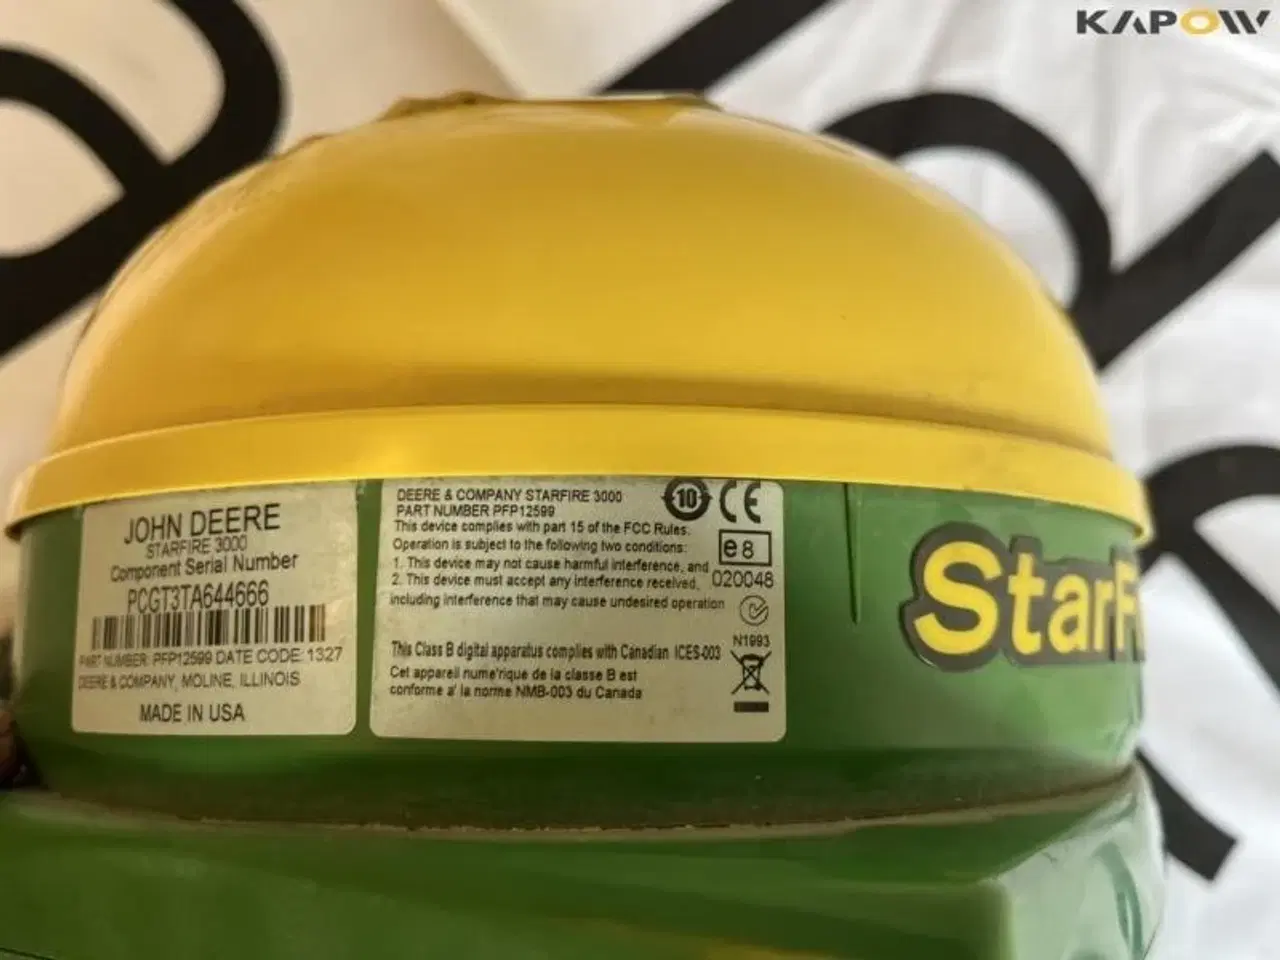 KAPOW
JOHN DEERE
STARFIRE 3000
Component Serial Number
PCGT3TA644666
PART NUMBER: PFP12599 DATE CODE: 1327
DEERE & COMPANY, MOLINE, ILLINOIS
MADE IN USA
DEERE & COMPANY STARFIRE 3000
PART NUMBER PFP12599
This device complies with part 15 of the FCC Rules.
Operation is subject to the following two conditions:
1. This device may not cause harmful interference, and
2. This device must accept any interference received,
including interference that may cause undesired operation
This Class B digital apparatus complies with Canadian ICES-003
Cet appareil nume'rique de la classe B est
conforme a' la norme NMB-003 du Canada
10 CE
e8
020048
N1993
StarF